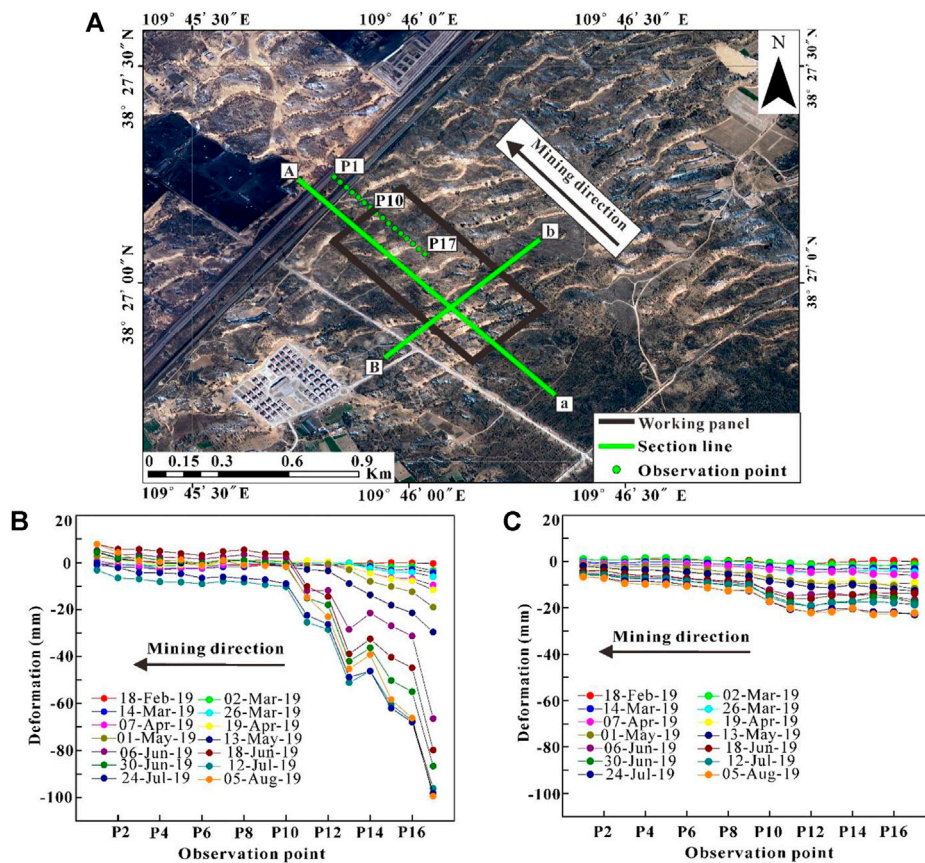 A
109° 45′ 30″ E
109° 46′ 0″ E
109° 46′ 30″ E
38° 27′ 30″ N
38° 27′ 30″ N
38° 27′ 00″ N
38° 27′ 0″ N
N
Mining direction
A
P1
P10
P17
b
B
a
Working panel
Section line
Observation point
0 0.15 0.3 0.6 0.9
Km
109° 45′ 30″ E
109° 46′ 00″ E
109° 46′ 30″ E
B
20
0
-20
-40
-60
-80
-100
Deformation (mm)
Mining direction
18-Feb-19 02-Mar-19
14-Mar-19 26-Mar-19
07-Apr-19 19-Apr-19
01-May-19 13-May-19
06-Jun-19 18-Jun-19
30-Jun-19 12-Jul-19
24-Jul-19 05-Aug-19
P2 P4 P6 P8 P10 P12 P14 P16
Observation point
C
20
0
-20
-40
-60
-80
-100
Deformation (mm)
Mining direction
18-Feb-19 02-Mar-19
14-Mar-19 26-Mar-19
07-Apr-19 19-Apr-19
01-May-19 13-May-19
06-Jun-19 18-Jun-19
30-Jun-19 12-Jul-19
24-Jul-19 05-Aug-19
P2 P4 P6 P8 P10 P12 P14 P16
Observation point